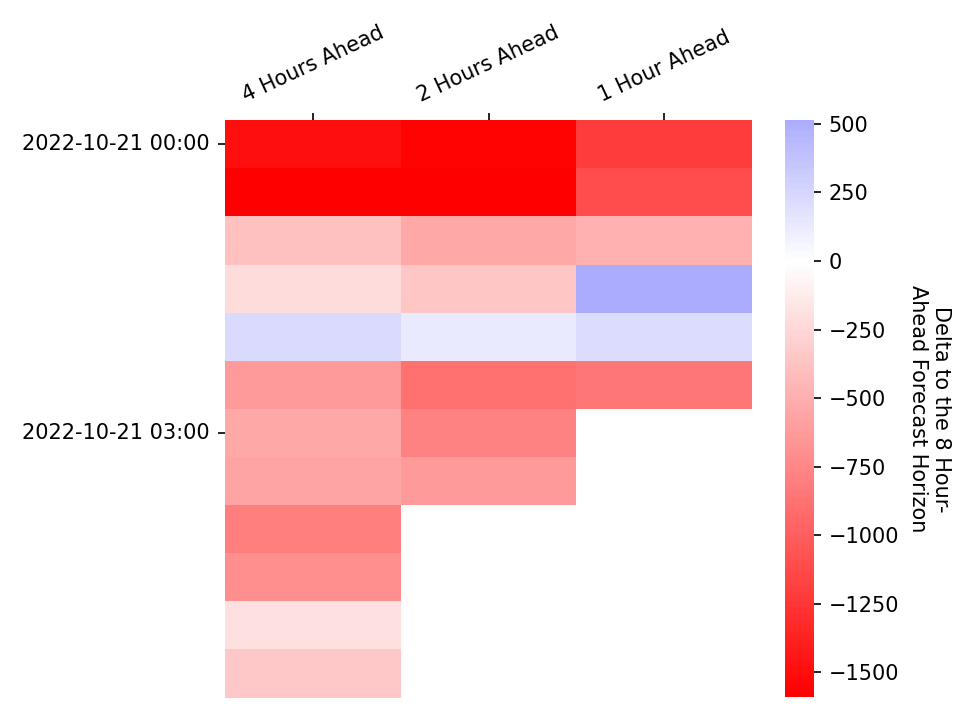 4 Hours Ahead
2 Hours Ahead
1 Hour Ahead
2022-10-21 00:00
2022-10-21 03:00
500
250
0
−250
−500
−750
−1000
−1250
−1500
Delta to the 8 Hour-
Ahead Forecast Horizon